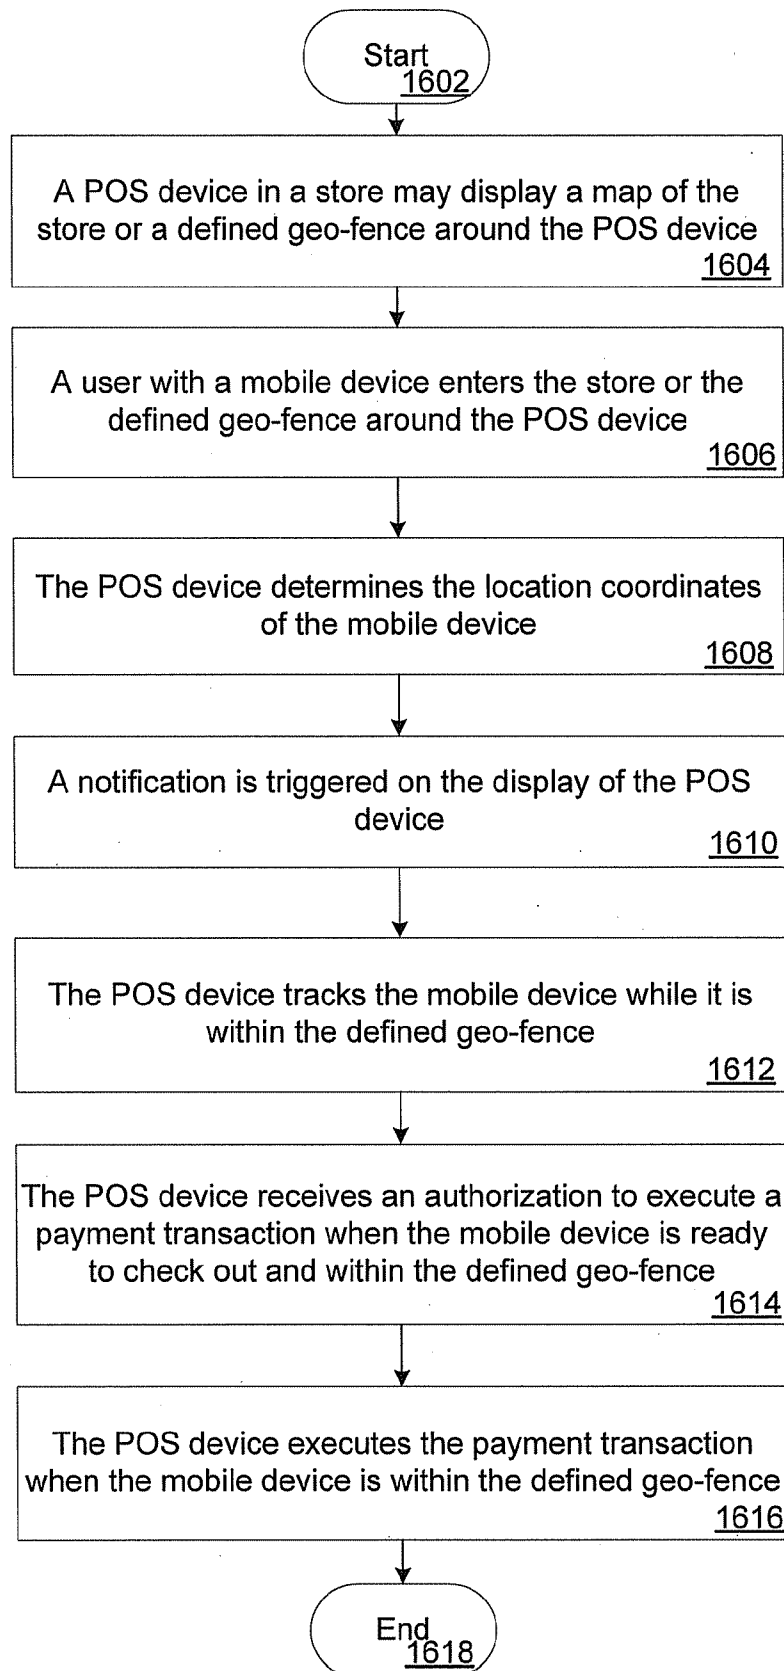 Start
1602
A POS device in a store may display a map of the
store or a defined geo-fence around the POS device
1604
A user with a mobile device enters the store or the
defined geo-fence around the POS device
1606
The POS device determines the location coordinates
of the mobile device
1608
A notification is triggered on the display of the POS
device
1610
The POS device tracks the mobile device while it is
within the defined geo-fence
1612
The POS device receives an authorization to execute a
payment transaction when the mobile device is ready
to check out and within the defined geo-fence
1614
The POS device executes the payment transaction
when the mobile device is within the defined geo-fence
1616
End
1618